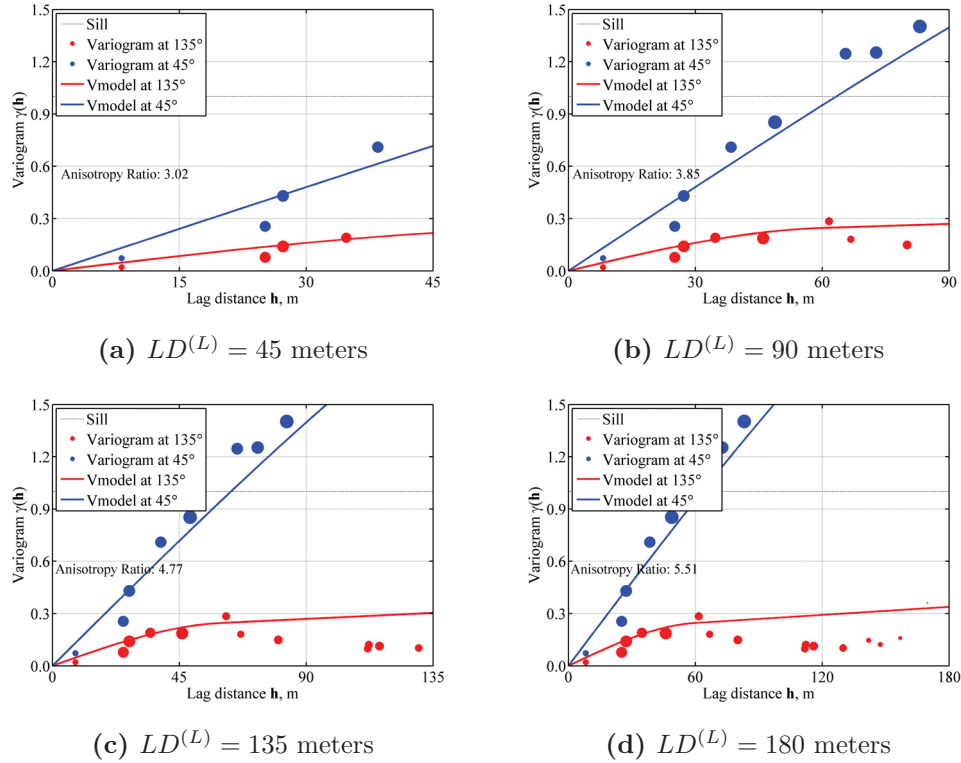 1.5
1.2
0.9
0.6
0.3
0.0
Variogram γ(h)
Sill
Variogram at 135°
Variogram at 45°
Vmodel at 135°
Vmodel at 45°
Anisotropy Ratio: 3.02
0 15 30 45
Lag distance h, m
(a) LD(L) = 45 meters
1.5
1.2
0.9
0.6
0.3
0.0
Variogram γ(h)
Sill
Variogram at 135°
Variogram at 45°
Vmodel at 135°
Vmodel at 45°
Anisotropy Ratio: 3.85
0 30 60 90
Lag distance h, m
(b) LD(L) = 90 meters
1.5
1.2
0.9
0.6
0.3
0.0
Variogram γ(h)
Sill
Variogram at 135°
Variogram at 45°
Vmodel at 135°
Vmodel at 45°
Anisotropy Ratio: 4.77
0 45 90 135
Lag distance h, m
(c) LD(L) = 135 meters
1.5
1.2
0.9
0.6
0.3
0.0
Variogram γ(h)
Sill
Variogram at 135°
Variogram at 45°
Vmodel at 135°
Vmodel at 45°
Anisotropy Ratio: 5.51
0 60 120 180
Lag distance h, m
(d) LD(L) = 180 meters